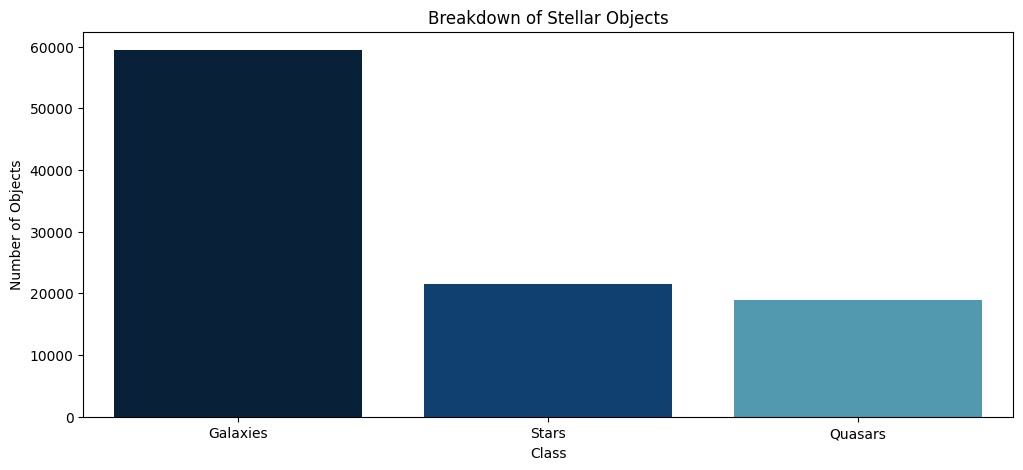 Breakdown of Stellar Objects
60000
50000
40000
30000
20000
10000
0
Number of Objects
Galaxies
Stars
Quasars
Class